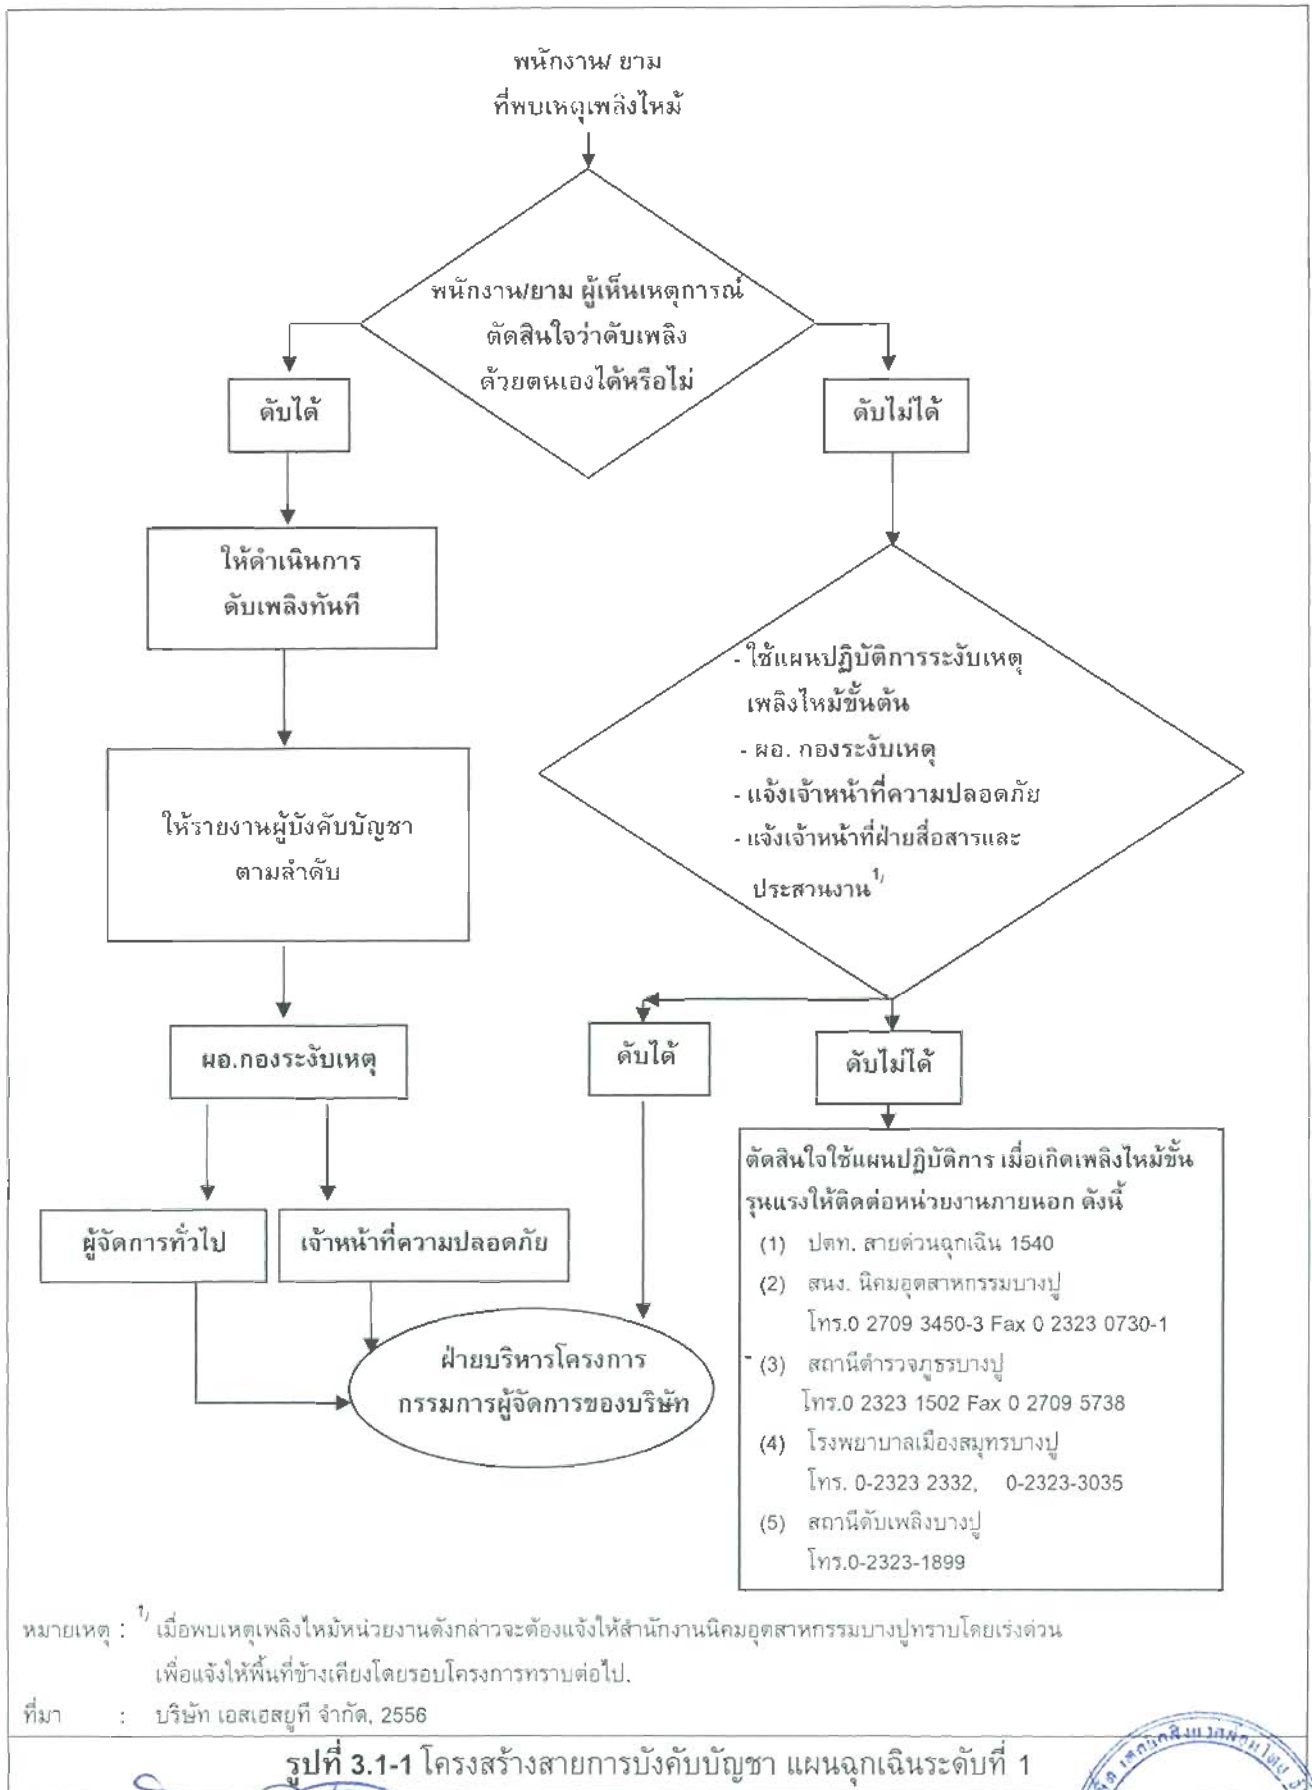 พนักงาน/ ยาม
ที่พบเหตุเพลิงไหม้
พนักงาน/ยาม ผู้เห็นเหตุการณ์
ตัดสินใจว่าดับเพลิง
ด้วยตนเองได้หรือไม่
ดับได้
ดับไม่ได้
ให้ดำเนินการ
ดับเพลิงทันที
- ใช้แผนปฏิบัติการระงับเหตุ
เพลิงไหม้ขั้นต้น
- ผอ. กองระงับเหตุ
- แจ้งเจ้าหน้าที่ความปลอดภัย
- แจ้งเจ้าหน้าที่ฝ่ายสื่อสารและ
ประสานงาน 1/
ให้รายงานผู้บังคับบัญชา
ตามลำดับ
ผอ.กองระงับเหตุ
ดับได้
ดับไม่ได้
ผู้จัดการทั่วไป
เจ้าหน้าที่ความปลอดภัย
ฝ่ายบริหารโครงการ
กรรมการผู้จัดการของบริษัท
ตัดสินใจใช้แผนปฏิบัติการ เมื่อเกิดเพลิงไหม้ขั้น
รุนแรงให้ติดต่อหน่วยงานภายนอก ดังนี้
(1) ปตท. สายด่วนฉุกเฉิน 1540
(2) สนง. นิคมอุตสาหกรรมบางปู
โทร.0 2709 3450-3 Fax 0 2323 0730-1
(3) สถานีตำรวจภูธรบางปู
โทร.0 2323 1502 Fax 0 2709 5738
(4) โรงพยาบาลเมืองสมุทรบางปู
โทร. 0-2323 2332, 0-2323-3035
(5) สถานีดับเพลิงบางปู
โทร.0-2323-1899
หมายเหตุ : 1/ เมื่อพบเหตุเพลิงไหม้หน่วยงานดังกล่าวจะต้องแจ้งให้สำนักงานนิคมอุตสาหกรรมบางปูทราบโดยเร่งด่วน
เพื่อแจ้งให้พื้นที่ข้างเคียงโดยรอบโครงการทราบต่อไป.
ที่มา : บริษัท เอสเอสยูที จำกัด, 2556
รูปที่ 3.1-1 โครงสร้างสายการบังคับบัญชา แผนฉุกเฉินระดับที่ 1